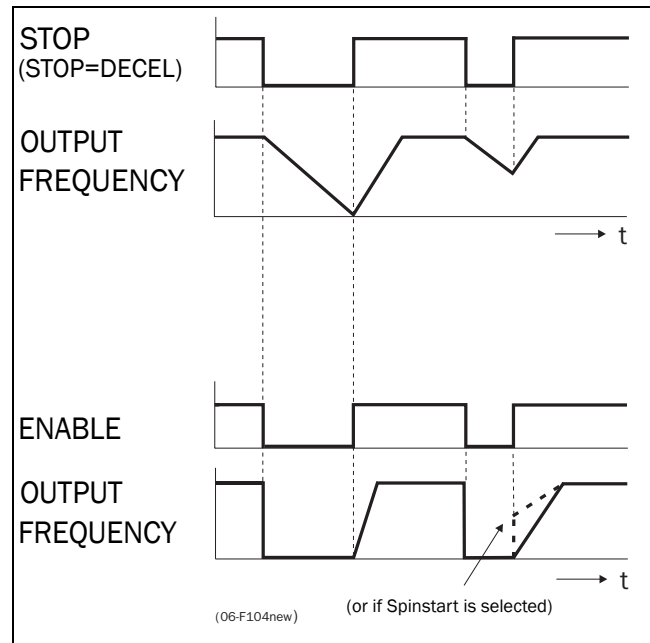 STOP
(STOP=DECEL)
OUTPUT
FREQUENCY
t
ENABLE
OUTPUT
FREQUENCY
t
(06-F104new)
(or if Spinstart is selected)